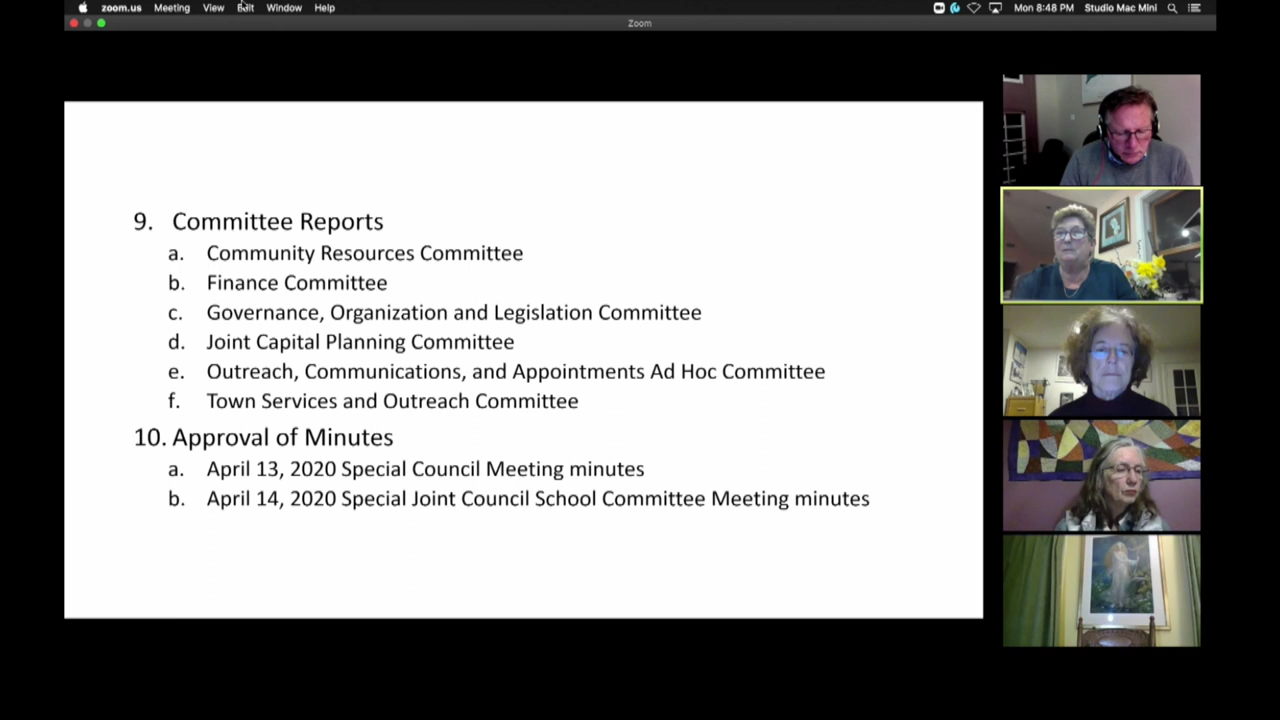 zoom.us Meeting View Edit Window Help Mon 8:48 PM Studio Mac Mini
Zoom
9. Committee Reports
a. Community Resources Committee
b. Finance Committee
c. Governance, Organization and Legislation Committee
d. Joint Capital Planning Committee
e. Outreach, Communications, and Appointments Ad Hoc Committee
f. Town Services and Outreach Committee
10. Approval of Minutes
a. April 13, 2020 Special Council Meeting minutes
b. April 14, 2020 Special Joint Council School Committee Meeting minutes